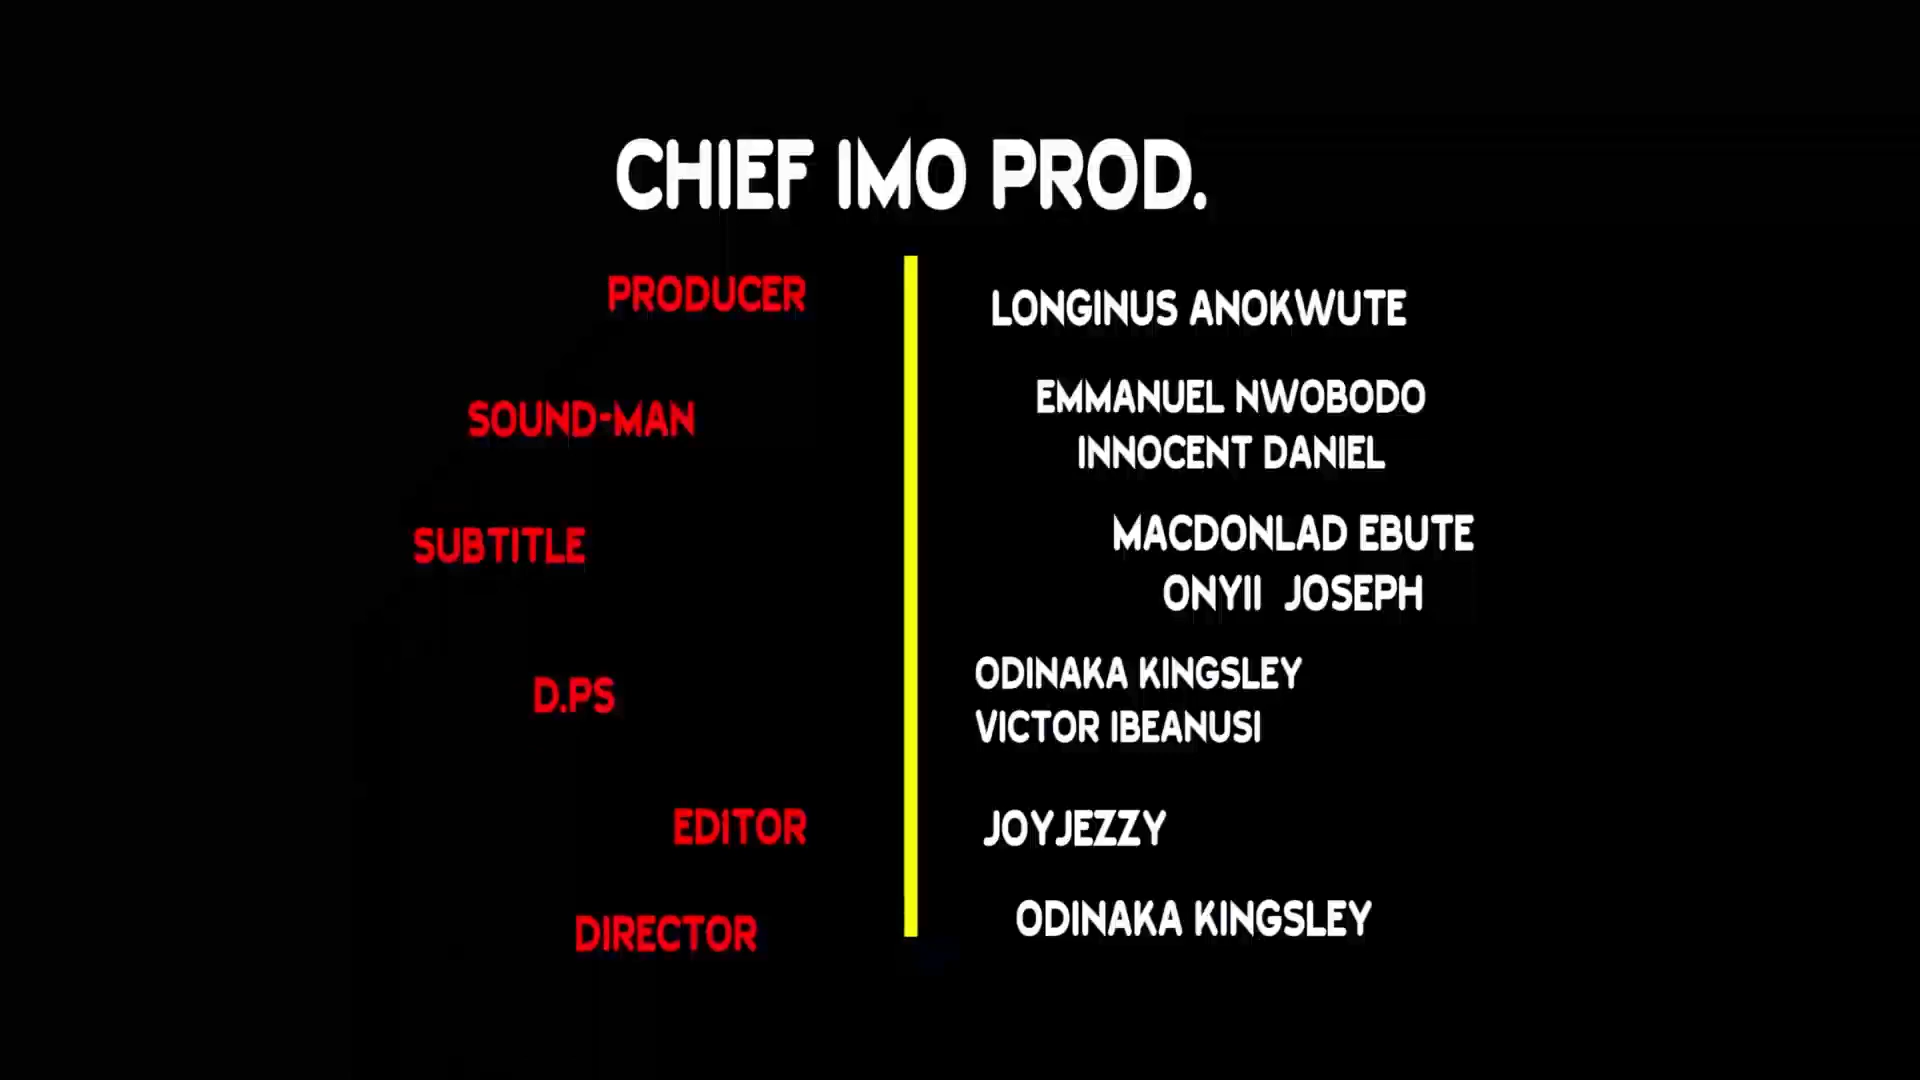 CHIEF IMO PROD.
PRODUCER
LONGINUS ANOKWUTE
SOUND-MAN
EMMANUEL NWOBODO
INNOCENT DANIEL
SUBTITLE
MACDONLAD EBUTE
ONYII JOSEPH
D.PS
ODINAKA KINGSLEY
VICTOR IBEANUSI
EDITOR
JOYJEZZY
DIRECTOR
ODINAKA KINGSLEY